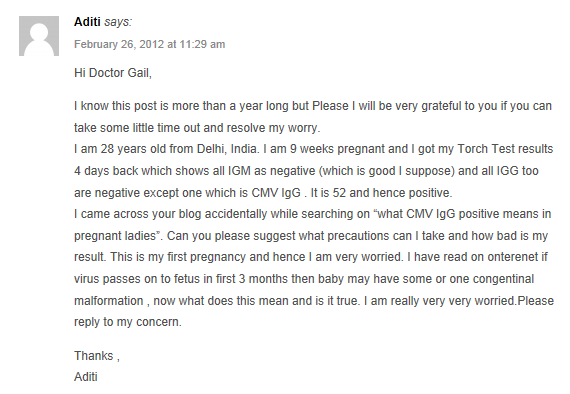 Aditi says:
February 26, 2012 at 11:29 am
Hi Doctor Gail,
I know this post is more than a year long but Please I will be very grateful to you if you can
take some little time out and resolve my worry.
I am 28 years old from Delhi, India. I am 9 weeks pregnant and I got my Torch Test results
4 days back which shows all IGM as negative (which is good I suppose) and all IGG too
are negative except one which is CMV IgG . It is 52 and hence positive.
I came across your blog accidentally while searching on “what CMV IgG positive means in
pregnant ladies”. Can you please suggest what precautions can I take and how bad is my
result. This is my first pregnancy and hence I am very worried. I have read on onterenet if
virus passes on to fetus in first 3 months then baby may have some or one congentinal
malformation , now what does this mean and is it true. I am really very very worried.Please
reply to my concern.
Thanks ,
Aditi